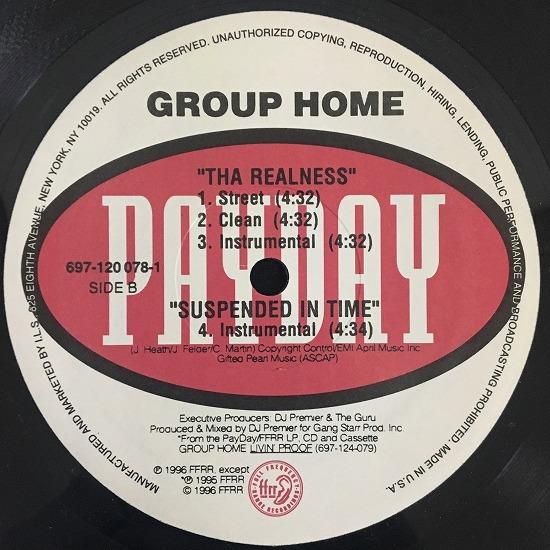 MANUFACTURED AND MARKETED BY I.L.S. 825 EIGHTH AVENUE, NEW YORK, NY 10019. ALL RIGHTS RESERVED. UNAUTHORIZED COPYING, REPRODUCTION, HIRING, LENDING, PUBLIC PERFORMANCE AND BROADCASTING PROHIBITED. MADE IN U.S.A.
GROUP HOME
PAYDAY
"THA REALNESS"
1. Street (4:32)
2. Clean (4:32)
3. Instrumental (4:32)
697-120 078-1
SIDE B
"SUSPENDED IN TIME"*
4. Instrumental (4:34)
(J. Heath/J. Felder/C. Martin) Copyright Control/EMI April Music Inc
Gifted Pearl Music (ASCAP)
Executive Producers: DJ Premier & The Guru
Produced & Mixed by DJ Premier for Gang Starr Prod. Inc.
*From the PayDay/FFRR LP, CD and Cassette
GROUP HOME LIVIN' PROOF (697-124-079)
℗ 1996 FFRR, except
*℗ 1995 FFRR
© 1996 FFRR
FULL FREQUENCY
ffrr
RANGE RECORDINGS